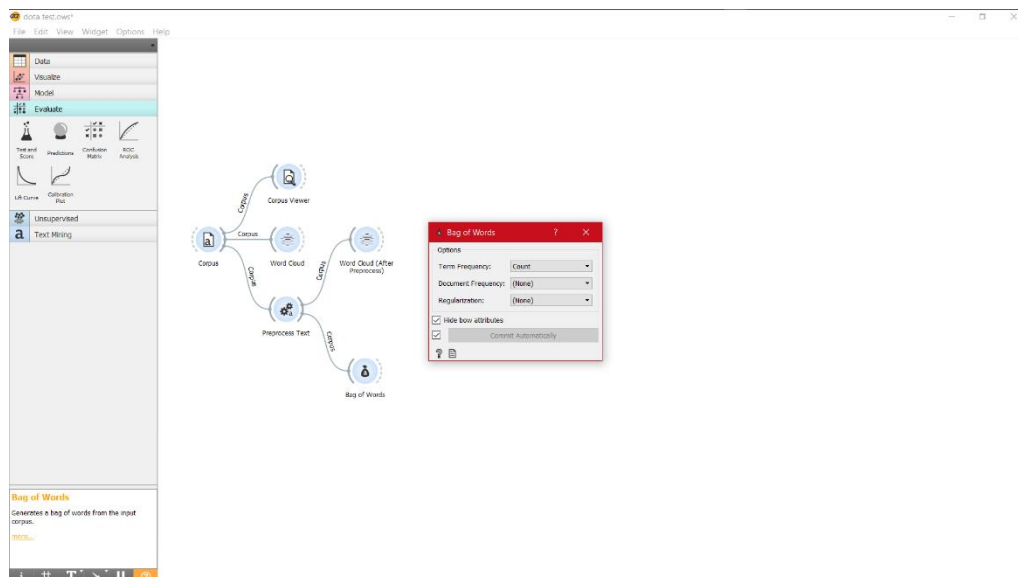 dota test.ows*
File Edit View Widget Options Help
Data
Visualize
Model
Evaluate
Test and Score
Predictions
Confusion Matrix
ROC Analysis
Lift Curve
Calibration Plot
Unsupervised
a Text Mining
Corpus
Corpus Viewer
Corpus
Word Cloud
Corpus
Corpus
Preprocess Text
Corpus
Word Cloud (After
Preprocess)
Corpus
Bag of Words
Bag of Words ? ×
Options
Term Frequency: Count
Document Frequency: (None)
Regularization: (None)
Hide bow attributes
Commit Automatically
?
Bag of Words
Generates a bag of words from the input
corpus.
more...
i # T
?